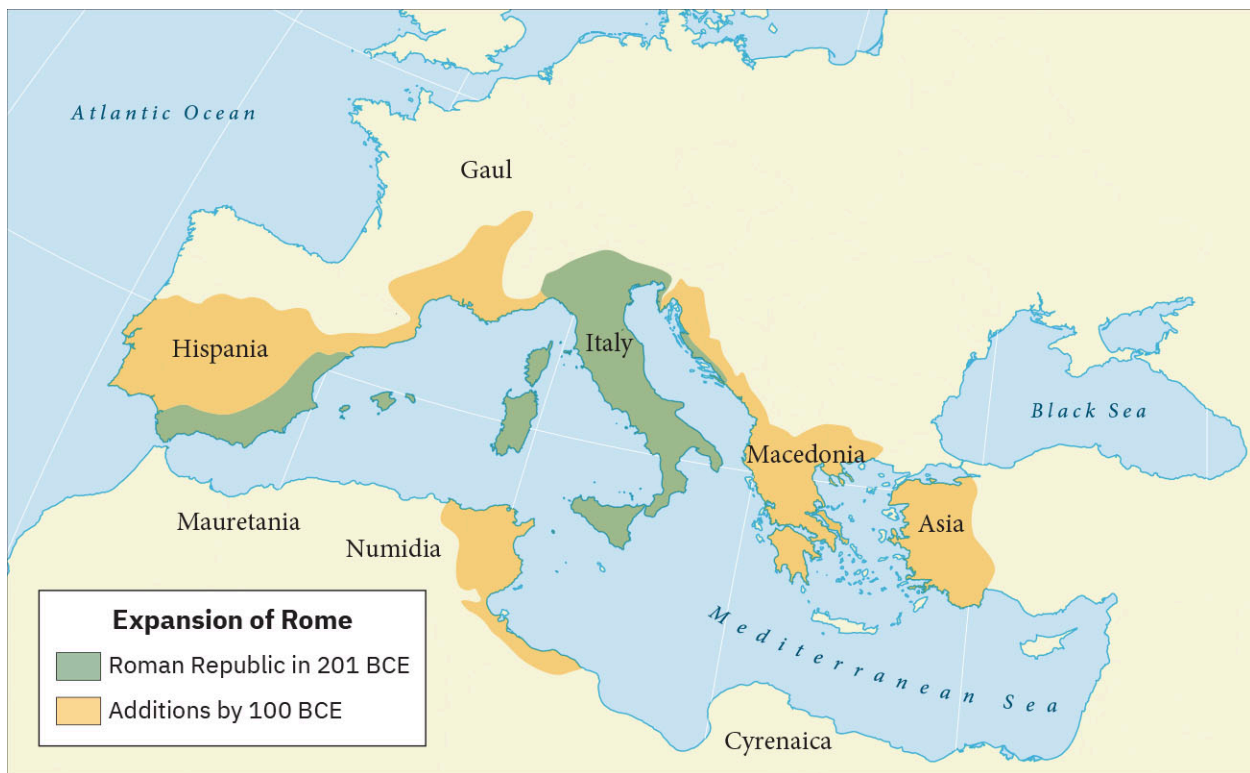 Atlantic Ocean
Gaul
Hispania
Italy
Black Sea
Macedonia
Mauretania
Asia
Numidia
Mediterranean Sea
Cyrenaica
Expansion of Rome
Roman Republic in 201 BCE
Additions by 100 BCE